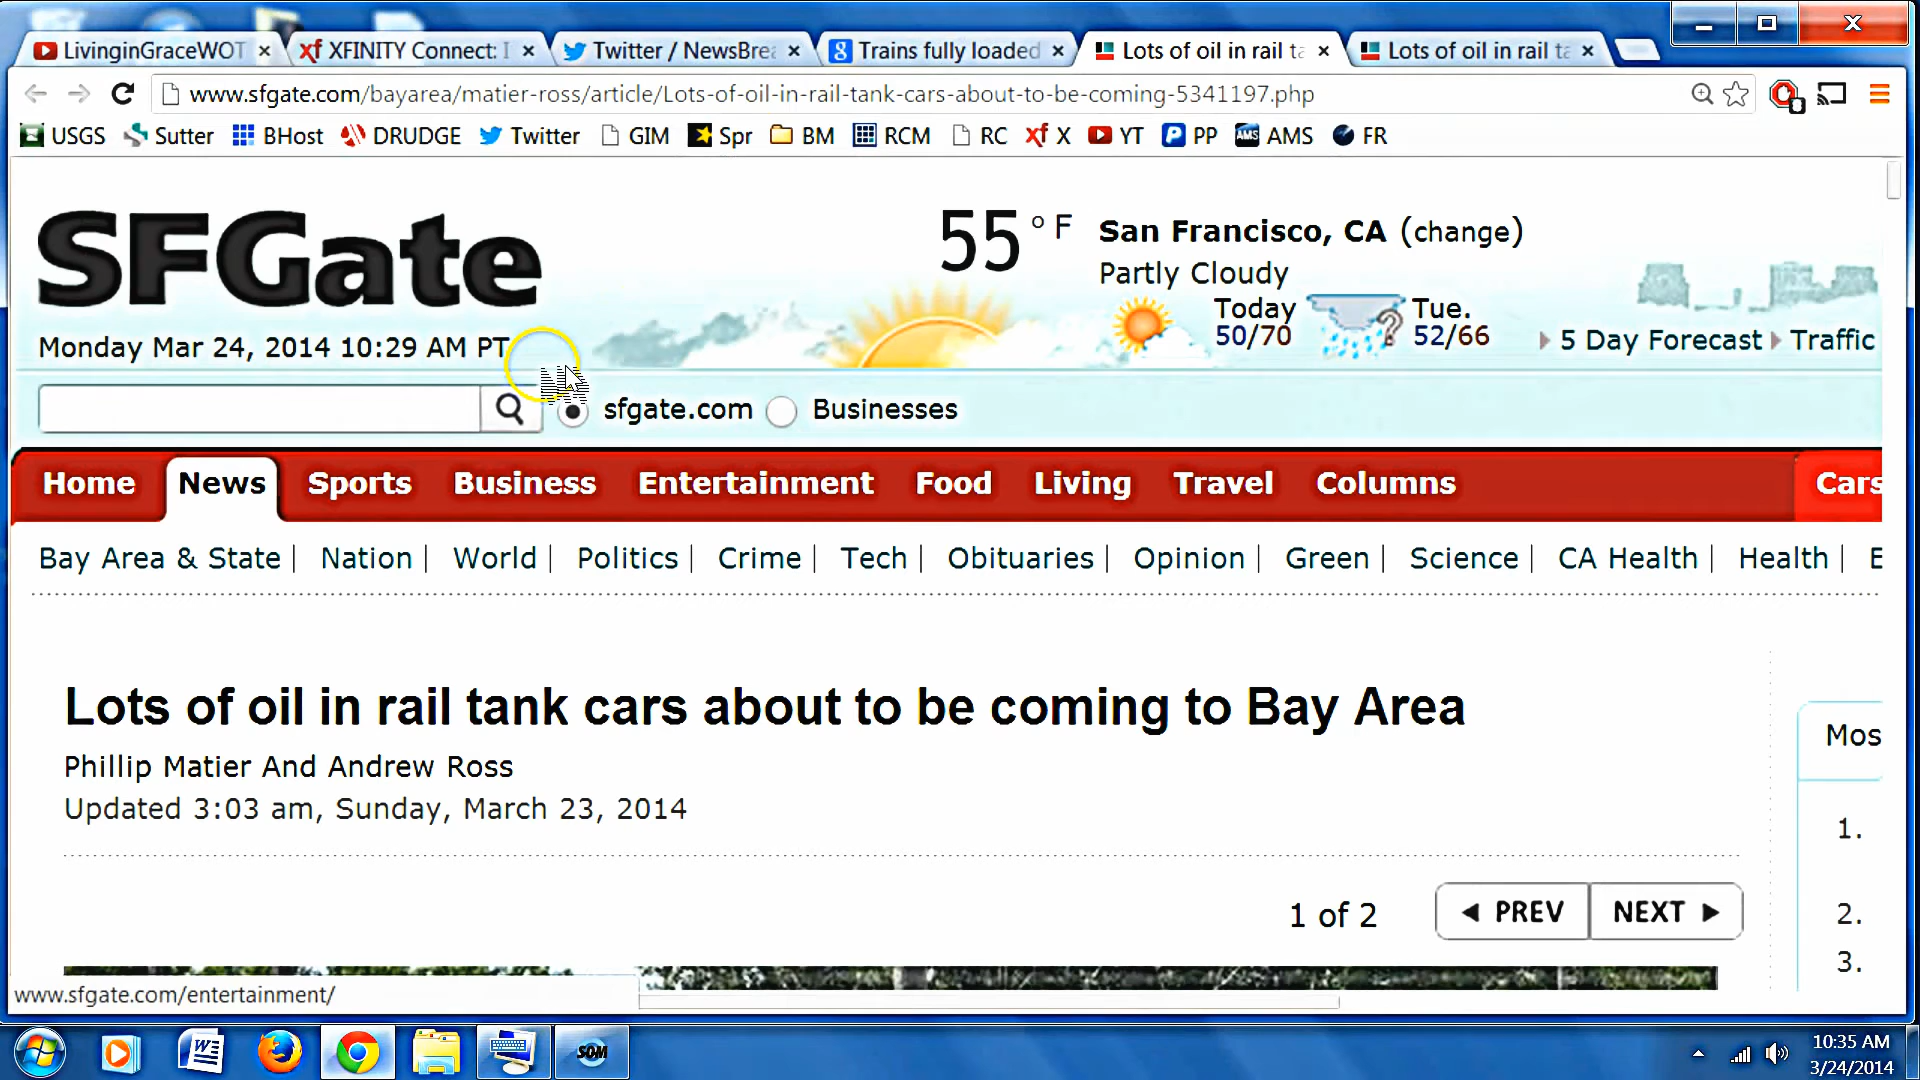 LivinginGraceWOT
XFINITY Connect: I
Twitter / NewsBrea
Trains fully loaded
Lots of oil in rail ta
Lots of oil in rail ta
www.sfgate.com/bayarea/matier-ross/article/Lots-of-oil-in-rail-tank-cars-about-to-be-coming-5341197.php
USGS Sutter BHost DRUDGE Twitter GIM Spr BM RCM RC X YT PP AMS FR
SFGate
Monday Mar 24, 2014 10:29 AM PT
55 ° F
San Francisco, CA (change)
Partly Cloudy
Today
50/70
Tue.
52/66
5 Day Forecast Traffic
sfgate.com Businesses
Home News Sports Business Entertainment Food Living Travel Columns Cars
Bay Area & State | Nation | World | Politics | Crime | Tech | Obituaries | Opinion | Green | Science | CA Health | Health | E
Lots of oil in rail tank cars about to be coming to Bay Area
Phillip Matier And Andrew Ross
Updated 3:03 am, Sunday, March 23, 2014
1 of 2 PREV NEXT
Mos
1.
2.
3.
www.sfgate.com/entertainment/
SOM
10:35 AM
3/24/2014